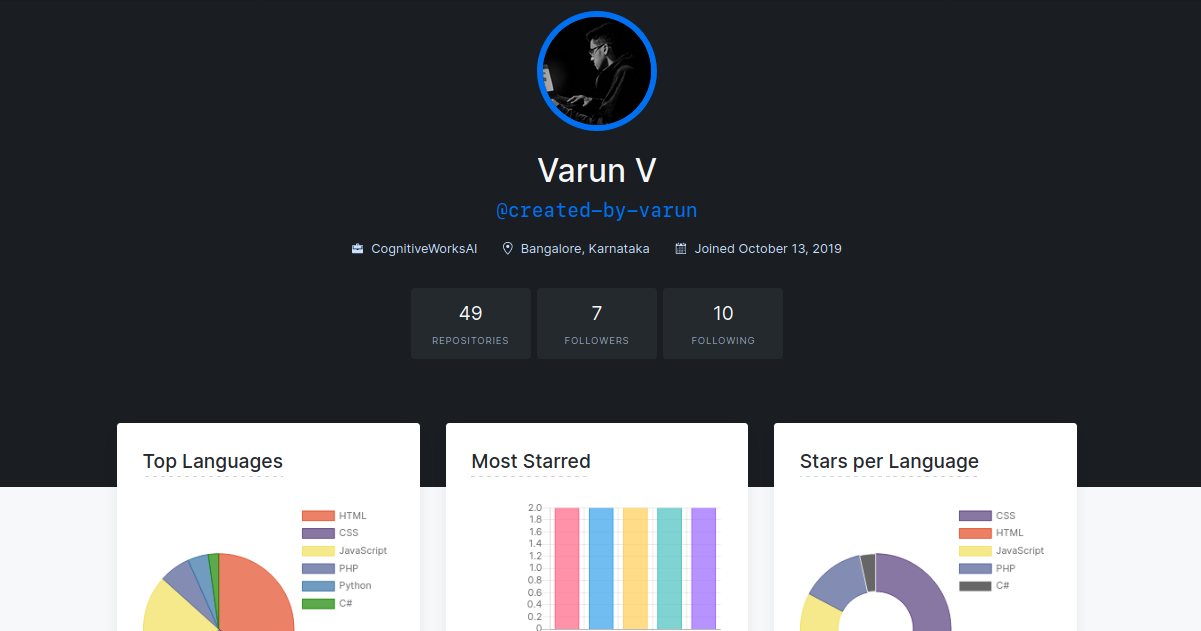 Varun V
@created-by-varun
CognitiveWorksAI Bangalore, Karnataka Joined October 13, 2019
49 7 10
REPOSITORIES FOLLOWERS FOLLOWING
Top Languages
HTML
CSS
JavaScript
PHP
Python
C#
Most Starred
2.0
1.8
1.6
1.4
1.2
1.0
0.8
0.6
0.4
0.2
0
Stars per Language
CSS
HTML
JavaScript
PHP
C#